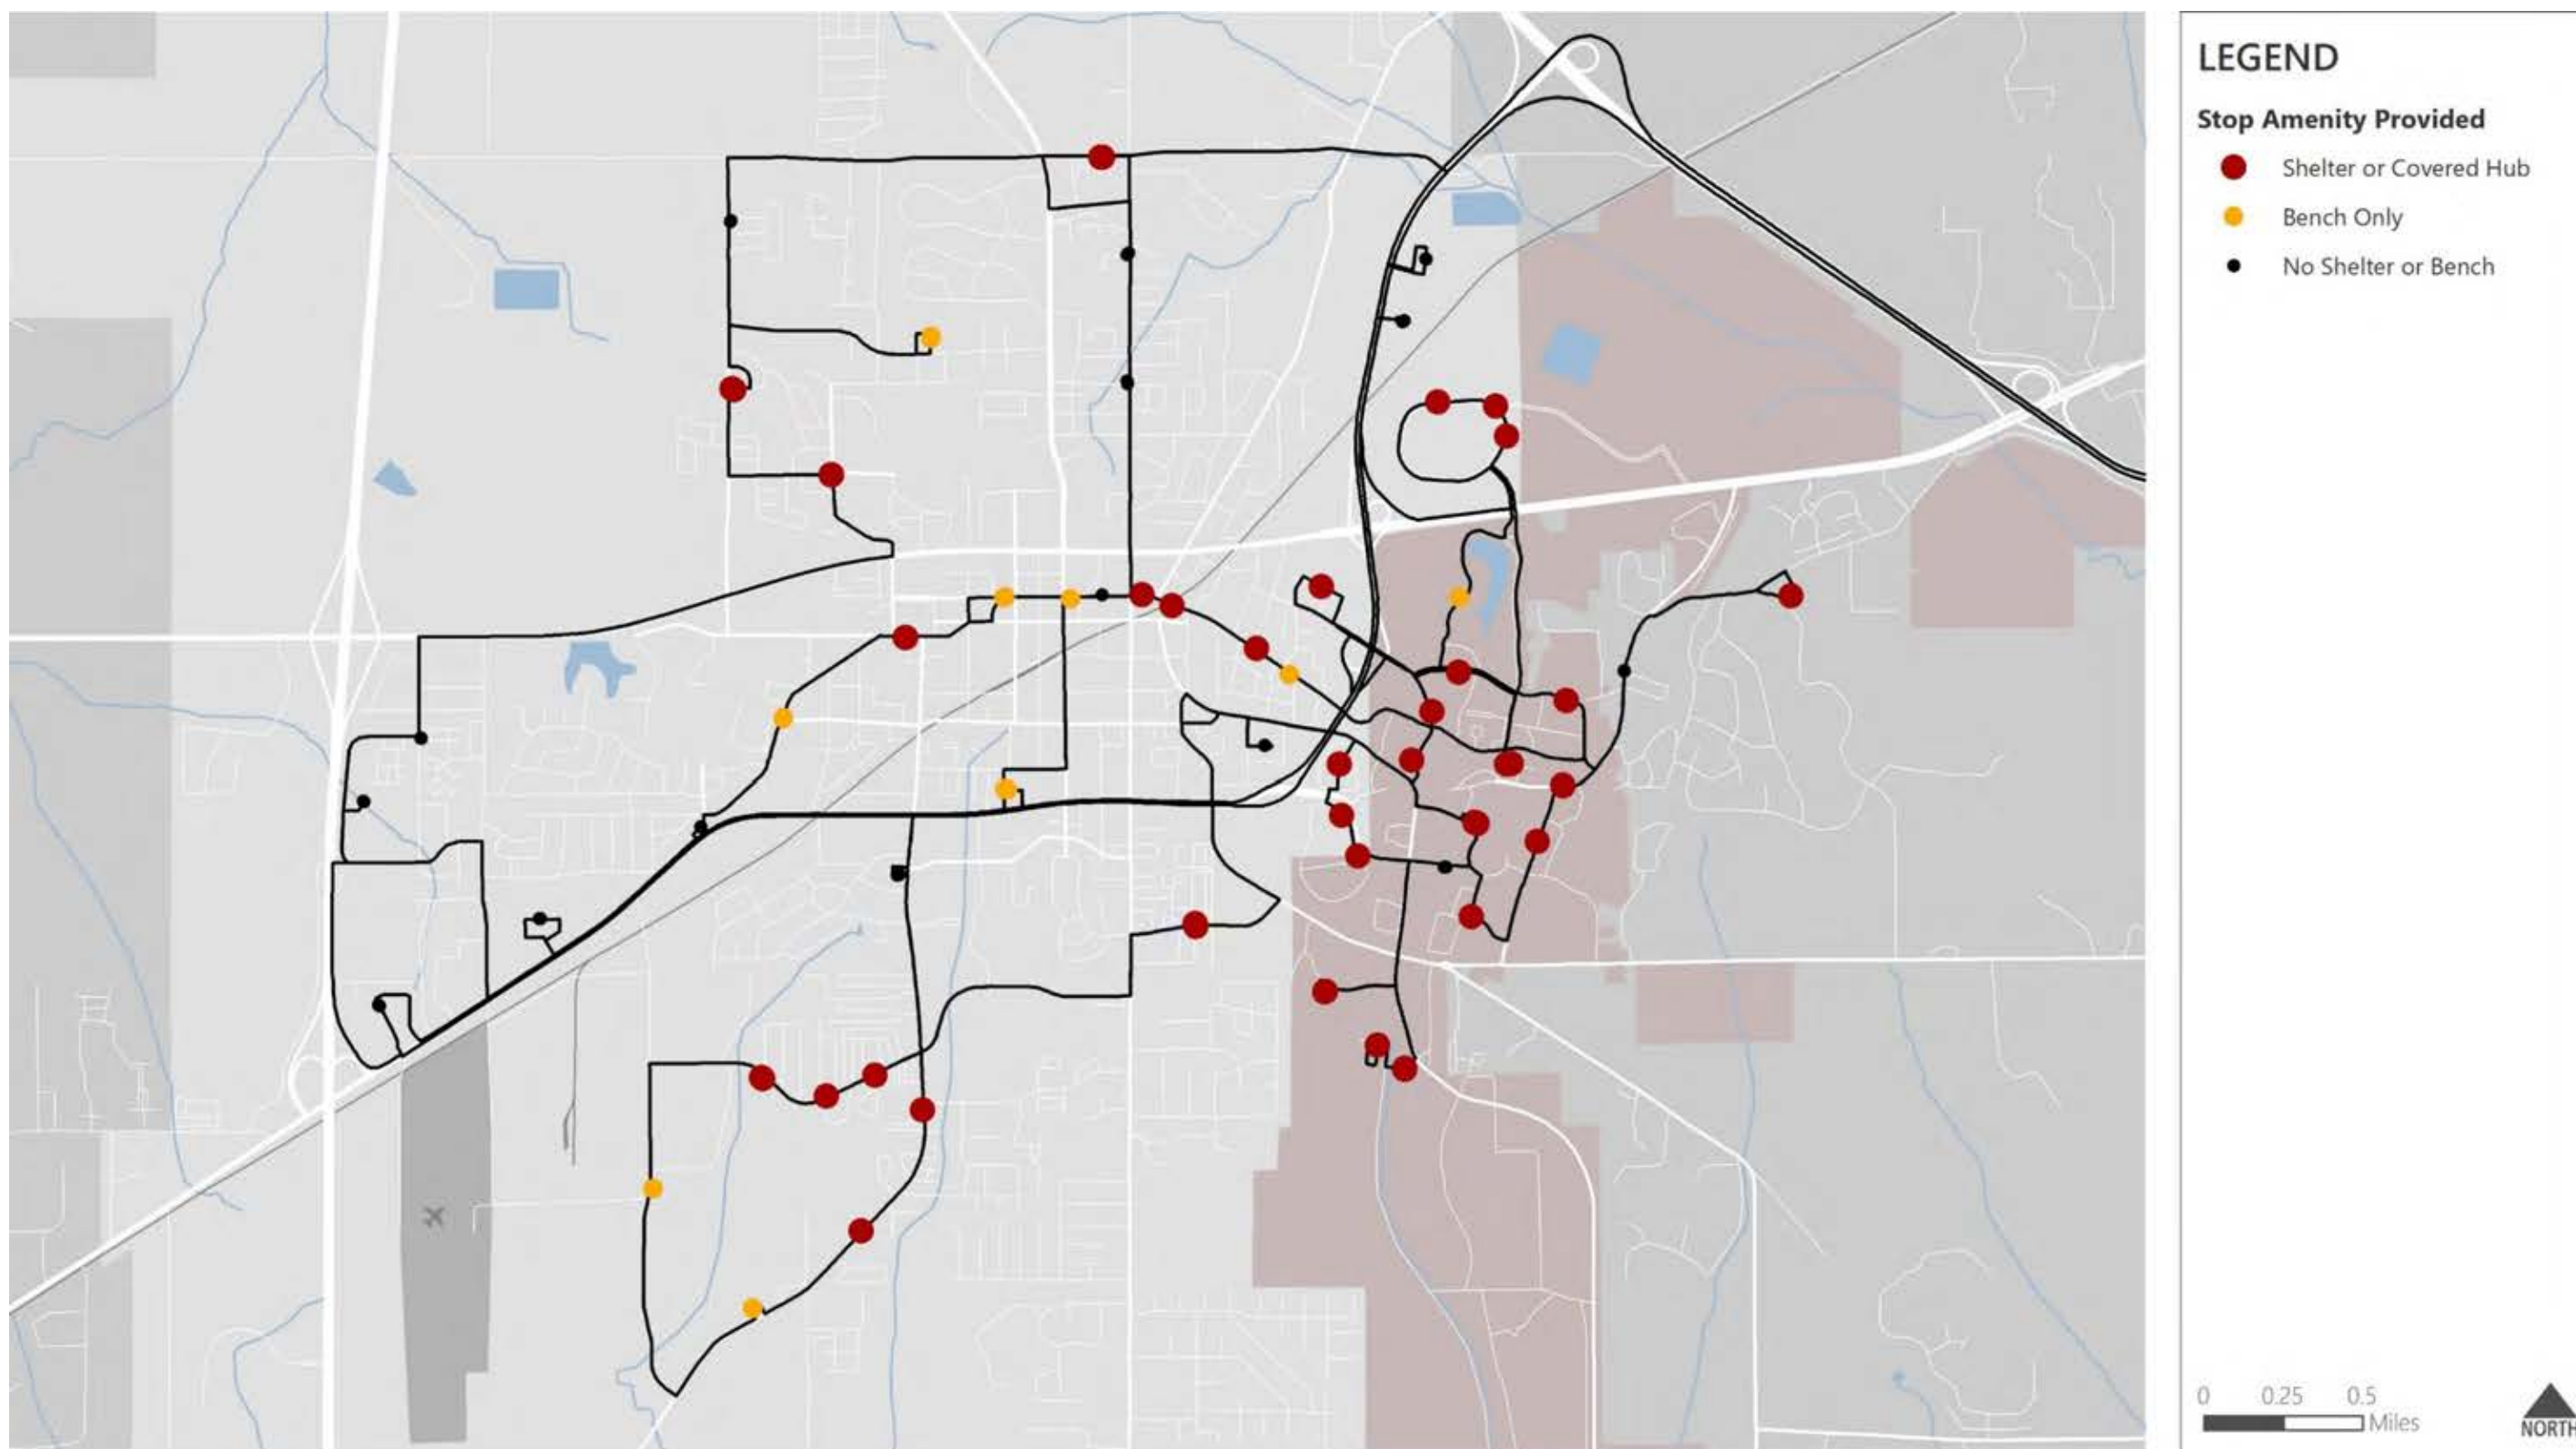 LEGEND
Stop Amenity Provided
Shelter or Covered Hub
Bench Only
No Shelter or Bench
0 0.25 0.5
Miles
NORTH